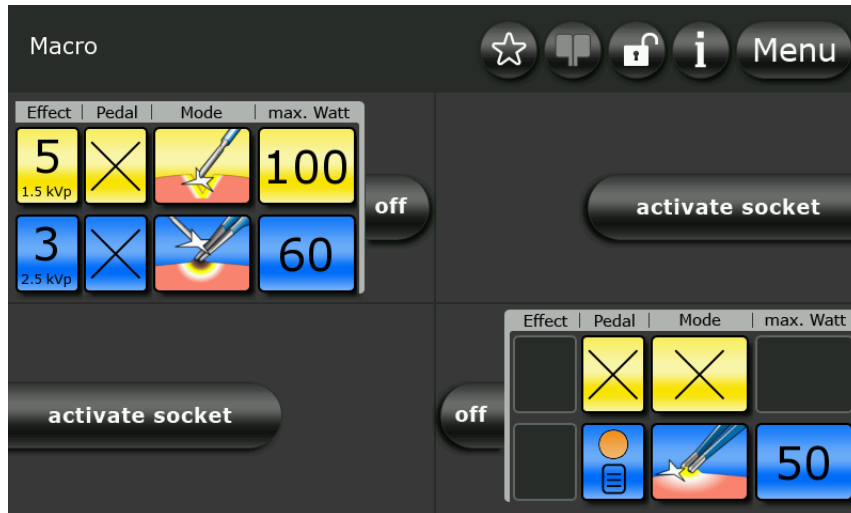 Macro
i Menu
Effect | Pedal | Mode | max. Watt
5 100
1.5 kVp
off
activate socket
3 60
2.5 kVp
Effect | Pedal | Mode | max. Watt
activate socket
off
50